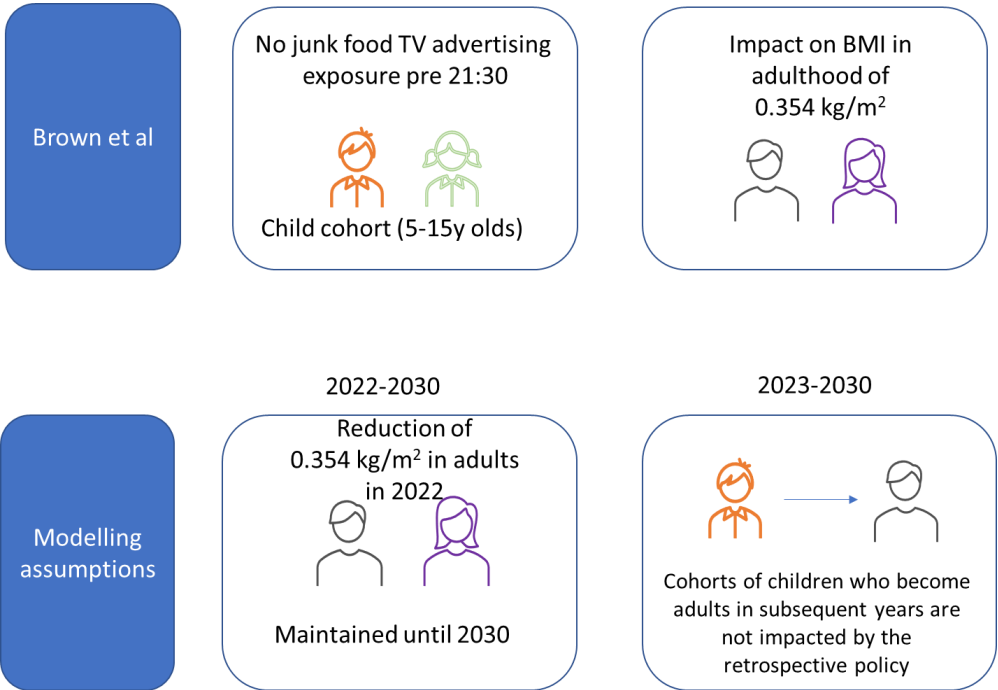 Brown et al
No junk food TV advertising
exposure pre 21:30
Child cohort (5-15y olds)
Impact on BMI in
adulthood of
0.354 kg/m²
2022-2030
2023-2030
Modelling
assumptions
Reduction of
0.354 kg/m² in adults
in 2022
Maintained until 2030
Cohorts of children who become
adults in subsequent years are
not impacted by the
retrospective policy